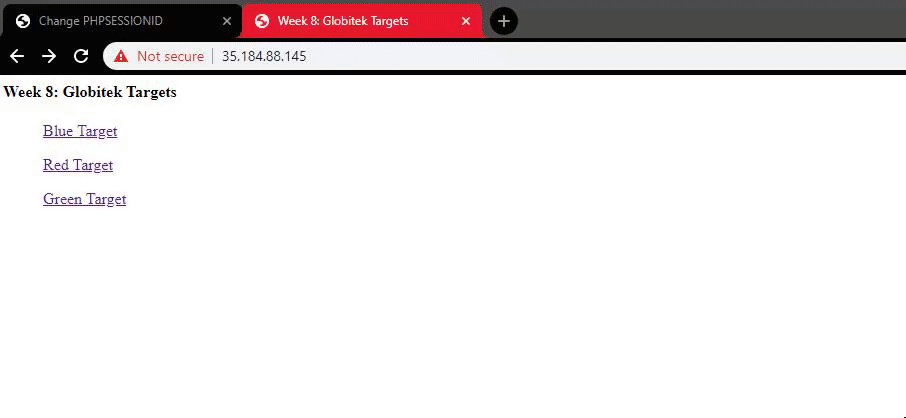 Change PHPSESSIONID
Week 8: Globitek Targets
Not secure | 35.184.88.145
Week 8: Globitek Targets
Blue Target
Red Target
Green Target